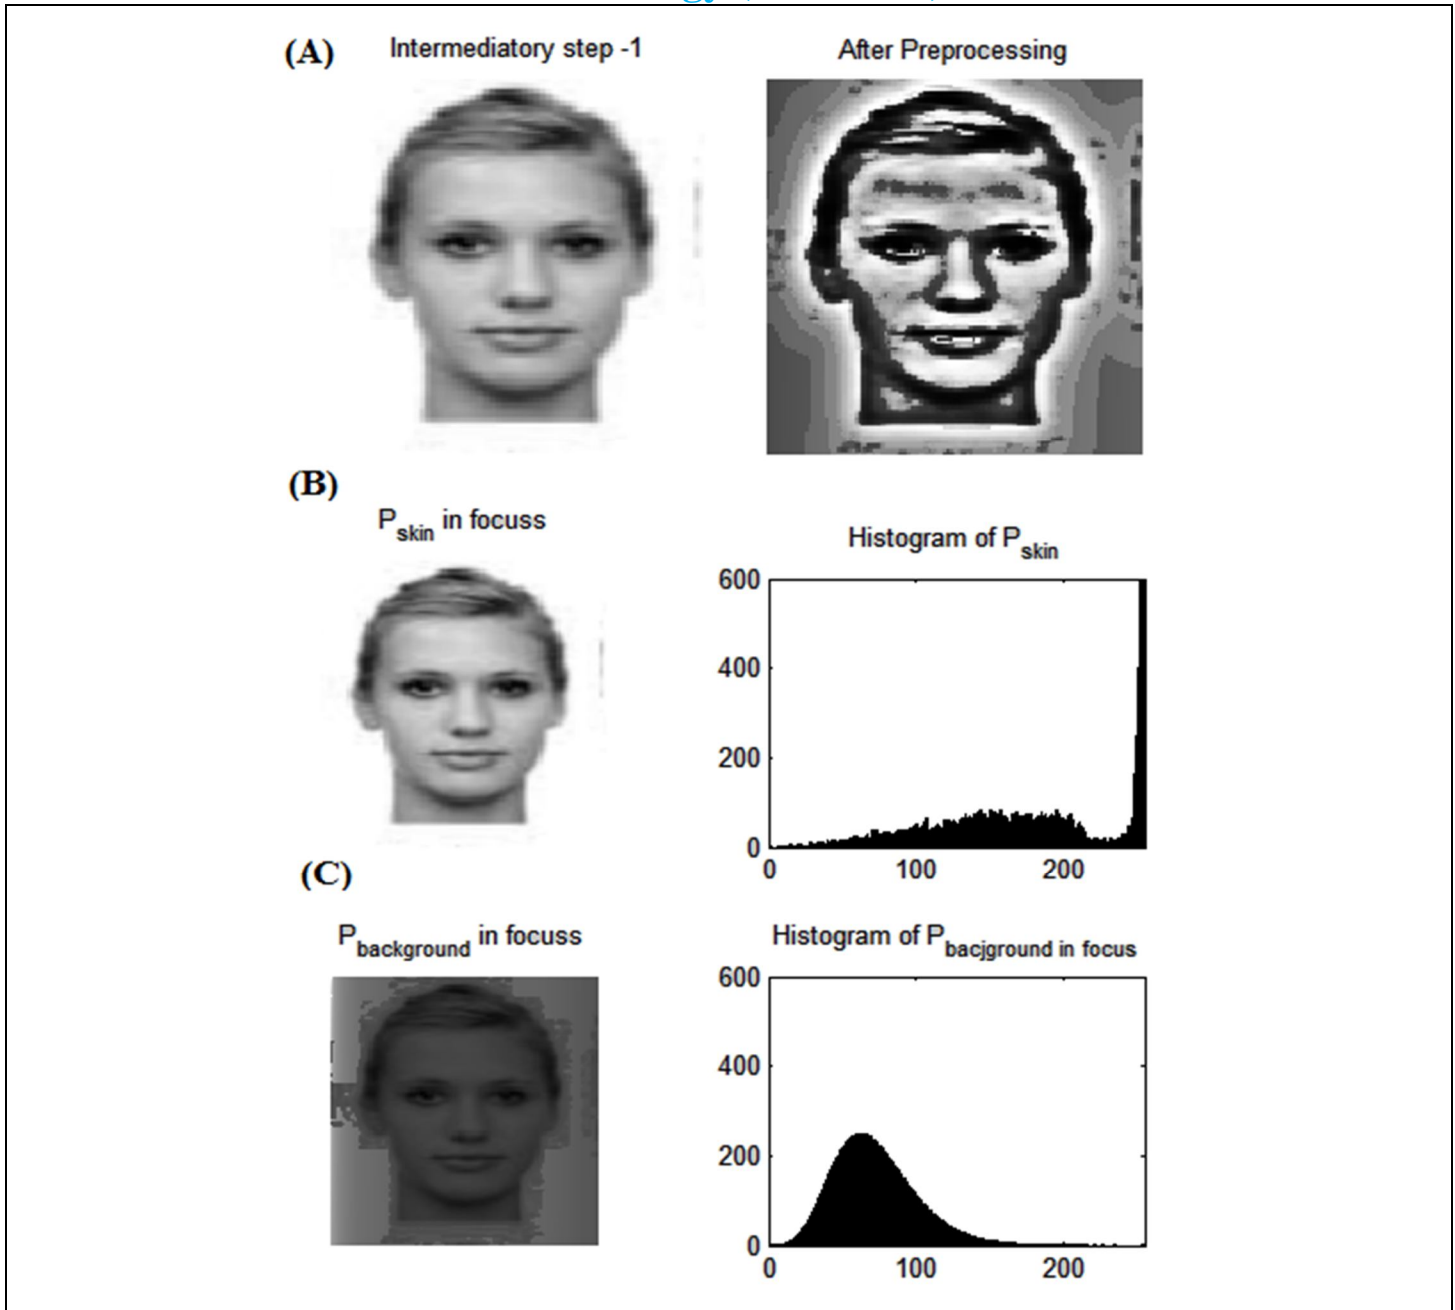 (A) Intermediatory step -1 After Preprocessing
(B)
P_skin in focuss
Histogram of P_skin
600
400
200
0
0 100 200
(C)
P_background in focuss Histogram of P_bacjground in focus
600
400
200
0
0 100 200